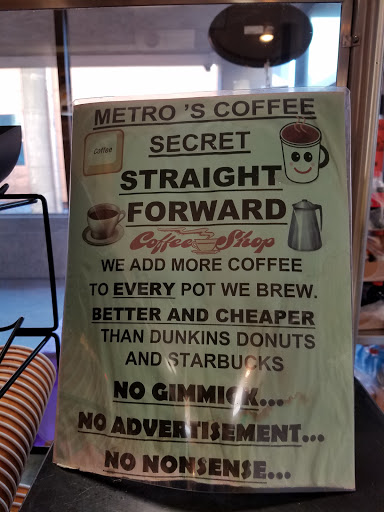 METRO 'S COFFEE
SECRET
Coffee
STRAIGHT
FORWARD
Coffee Shop
WE ADD MORE COFFEE
TO EVERY POT WE BREW.
BETTER AND CHEAPER
THAN DUNKINS DONUTS
AND STARBUCKS
NO GIMMICK...
NO ADVERTISEMENT...
NO NONSENSE...